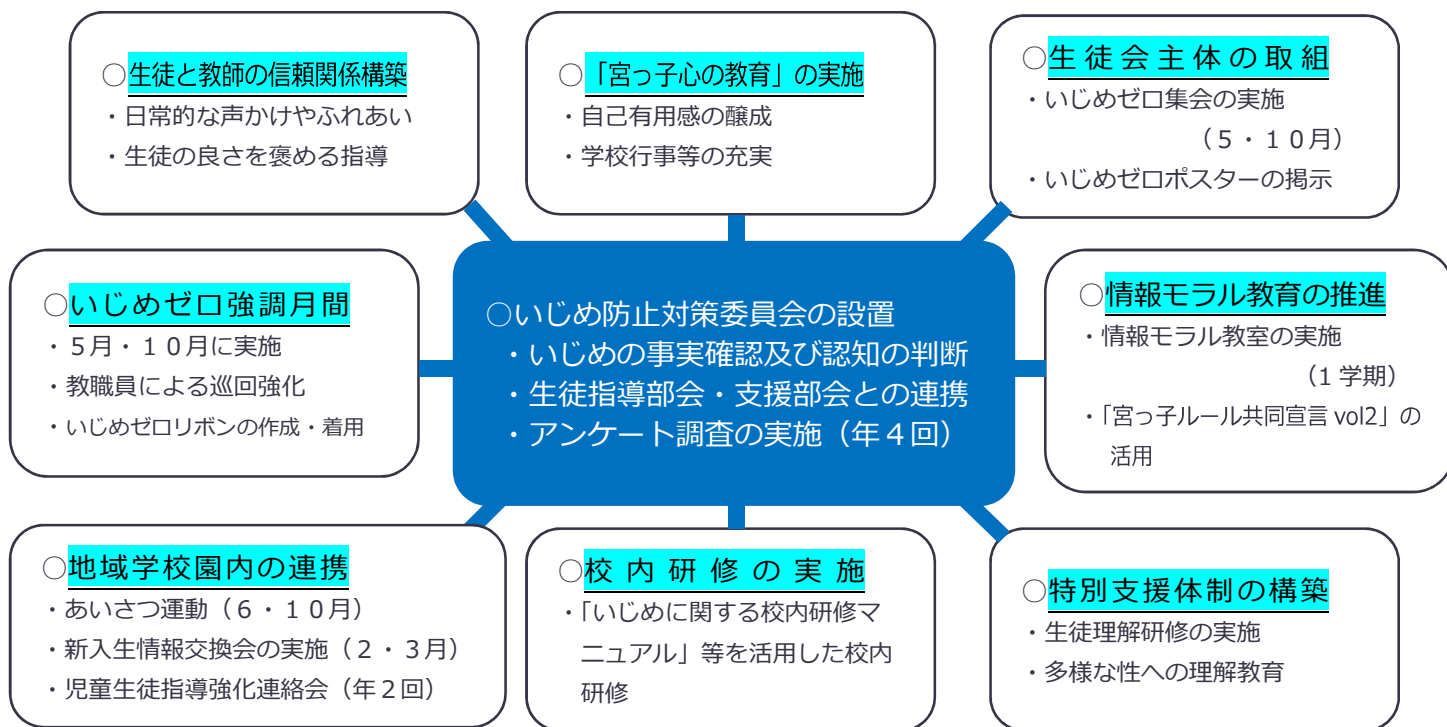 ○生徒と教師の信頼関係構築
・日常的な声かけやふれあい
・生徒の良さを褒める指導
○「宮っ子心の教育」の実施
・自己有用感の醸成
・学校行事等の充実
○生徒会主体の取組
・いじめゼロ集会の実施
（５・１０月）
・いじめゼロポスターの掲示
○いじめゼロ強調月間
・５月・１０月に実施
・教職員による巡回強化
・いじめゼロリボンの作成・着用
○いじめ防止対策委員会の設置
・いじめの事実確認及び認知の判断
・生徒指導部会・支援部会との連携
・アンケート調査の実施（年４回）
○情報モラル教育の推進
・情報モラル教室の実施
（1 学期）
・「宮っ子ルール共同宣言 vol2」の
活用
○地域学校園内の連携
・あいさつ運動（６・１０月）
・新入生情報交換会の実施（２・３月）
・児童生徒指導強化連絡会（年２回）
○校内研修の実施
・「いじめに関する校内研修マ
ニュアル」等を活用した校内
研修
○特別支援体制の構築
・生徒理解研修の実施
・多様な性への理解教育